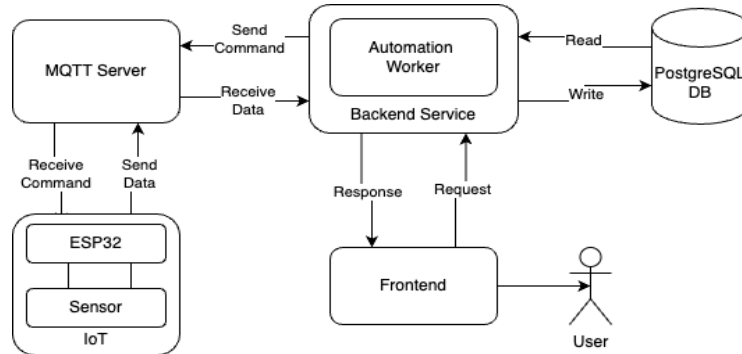 Send
Command
MQTT Server
Receive
Data
Automation
Worker
Backend Service
Read
Write
PostgreSQL
DB
Receive
Command
Send
Data
Response
Request
ESP32
Sensor
IoT
Frontend
User